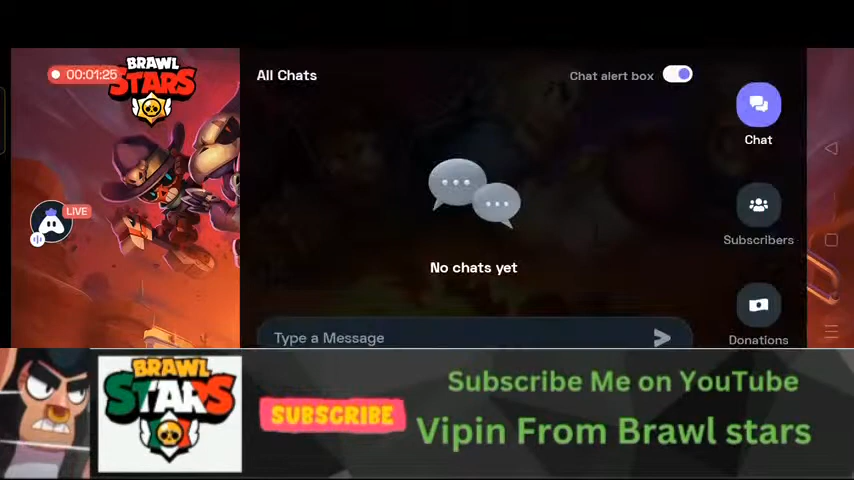 00:01:25
BRAWL
STARS
All Chats
Chat alert box
Chat
LIVE
Subscribers
No chats yet
Type a Message
Donations
BRAWL
STARS
SUBSCRIBE
Subscribe Me on YouTube
Vipin From Brawl stars